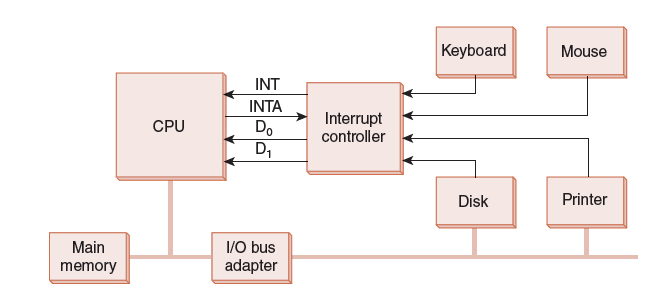 Keyboard
Mouse
INT
INTA
D₀
D₁
CPU
Interrupt
controller
Disk
Printer
Main
memory
I/O bus
adapter